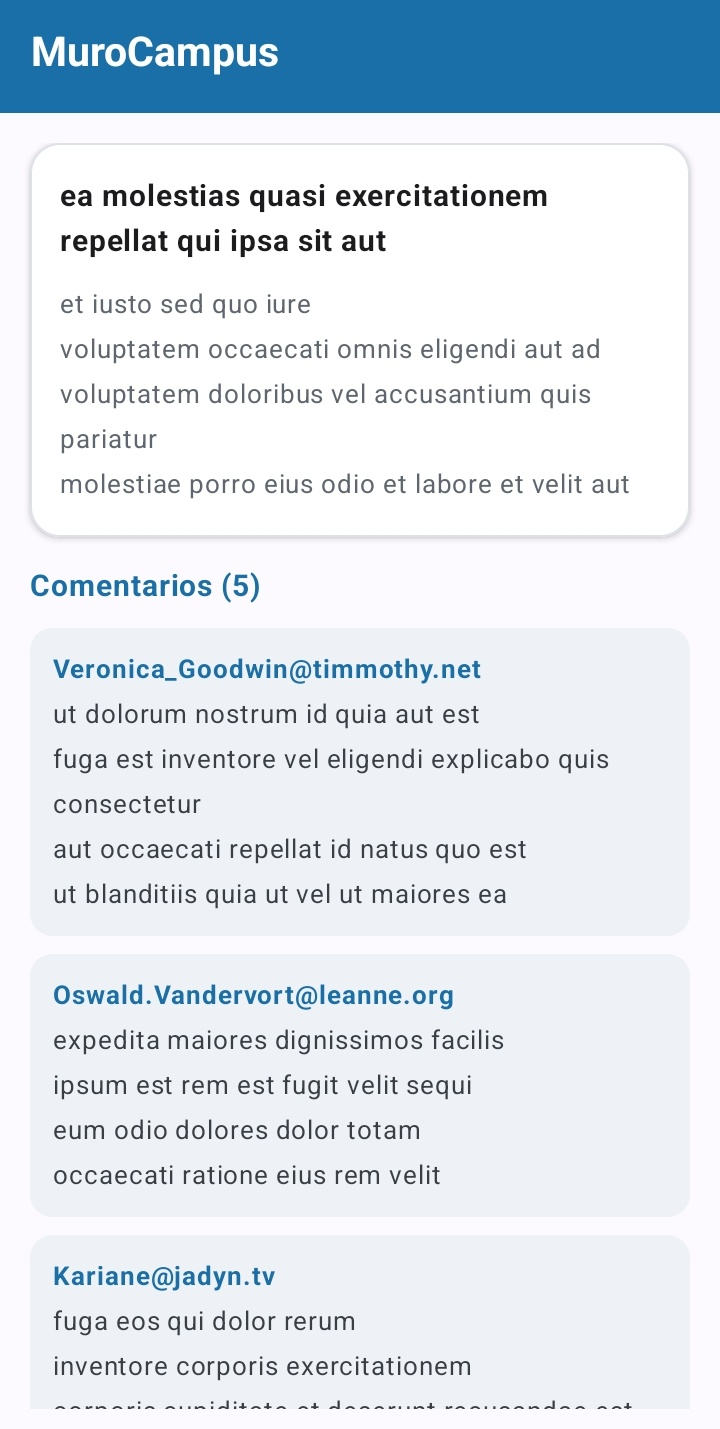 MuroCampus
ea molestias quasi exercitationem
repellat qui ipsa sit aut
et iusto sed quo iure
voluptatem occaecati omnis eligendi aut ad
voluptatem doloribus vel accusantium quis
pariatur
molestiae porro eius odio et labore et velit aut
Comentarios (5)
Veronica_Goodwin@timmothy.net
ut dolorum nostrum id quia aut est
fuga est inventore vel eligendi explicabo quis
consectetur
aut occaecati repellat id natus quo est
ut blanditiis quia ut vel ut maiores ea
Oswald.Vandervort@leanne.org
expedita maiores dignissimos facilis
ipsum est rem est fugit velit sequi
eum odio dolores dolor totam
occaecati ratione eius rem velit
Kariane@jadyn.tv
fuga eos qui dolor rerum
inventore corporis exercitationem